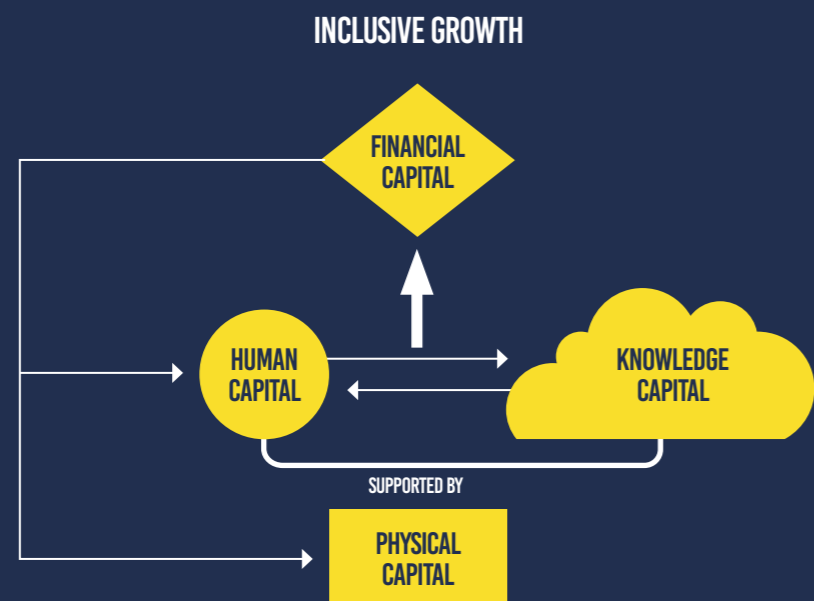 INCLUSIVE GROWTH
FINANCIAL
CAPITAL
HUMAN
CAPITAL
KNOWLEDGE
CAPITAL
SUPPORTED BY
PHYSICAL
CAPITAL